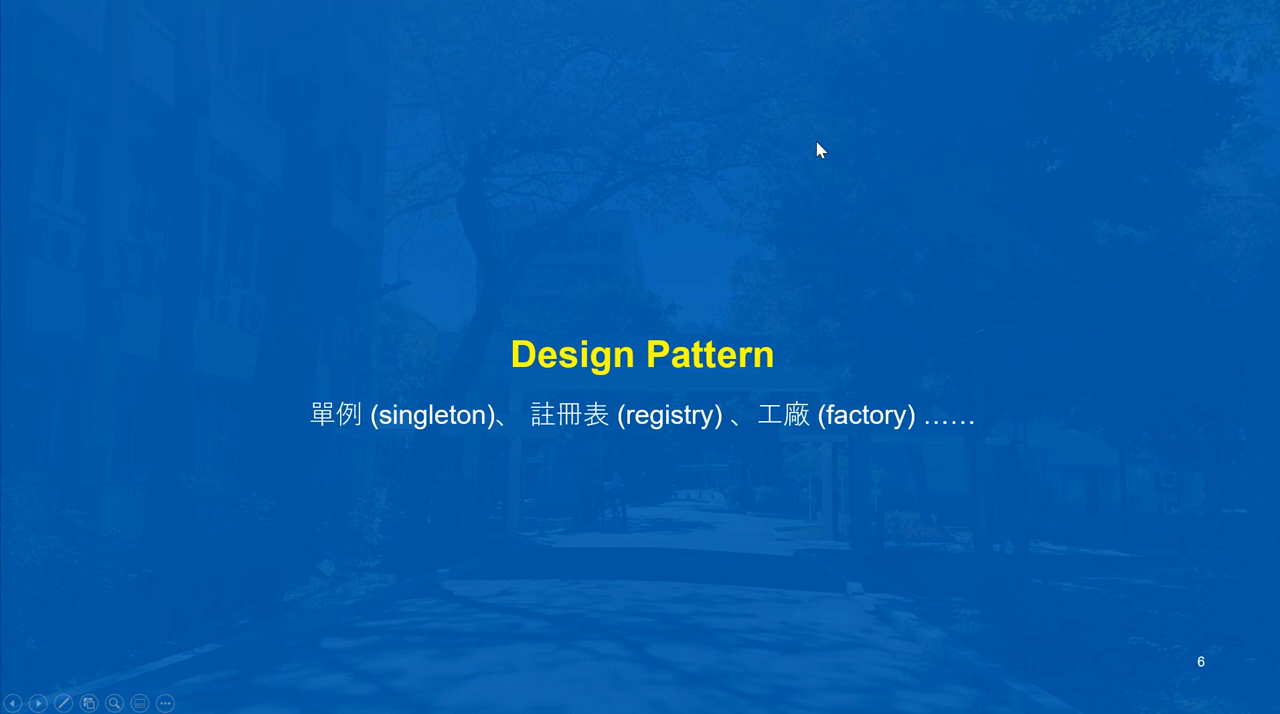 Design Pattern
單例 (singleton)、 註冊表 (registry) 、工廠 (factory) ……
6